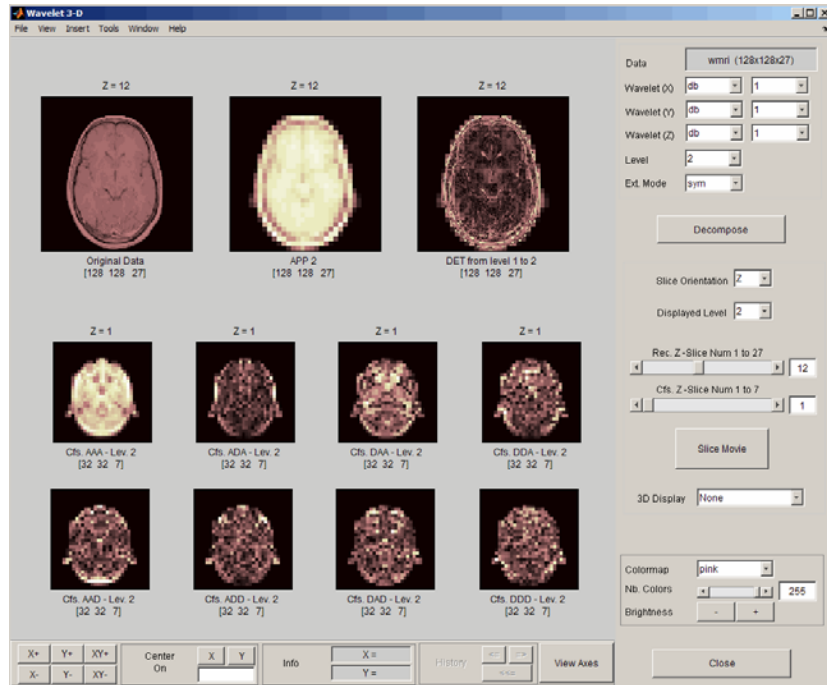 Wavelet 3-D
File View Insert Tools Window Help
Z = 12 Z = 12 Z = 12
Original Data APP 2 DET from level 1 to 2
[128 128 27] [128 128 27] [128 128 27]
Z = 1 Z = 1 Z = 1 Z = 1
Cfs. AAA - Lev. 2 Cfs. ADA - Lev. 2 Cfs. DAA - Lev. 2 Cfs. DDA - Lev. 2
[32 32 7] [32 32 7] [32 32 7] [32 32 7]
Cfs. AAD - Lev. 2 Cfs. ADD - Lev. 2 Cfs. DAD - Lev. 2 Cfs. DDD - Lev. 2
[32 32 7] [32 32 7] [32 32 7] [32 32 7]
Data wmri (128x128x27)
Wavelet (X) db 1
Wavelet (Y) db 1
Wavelet (Z) db 1
Level 2
Ext. Mode sym
Decompose
Slice Orientation Z
Displayed Level 2
Rec. Z-Slice Num 1 to 27
12
Cfs. Z-Slice Num 1 to 7
1
Slice Movie
3D Display None
Colormap pink
Nb. Colors 255
Brightness - +
X+ Y+ XY+
X- Y- XY-
Center
On
X Y
Info
X =
Y =
History
<= =>
<<=
View Axes
Close